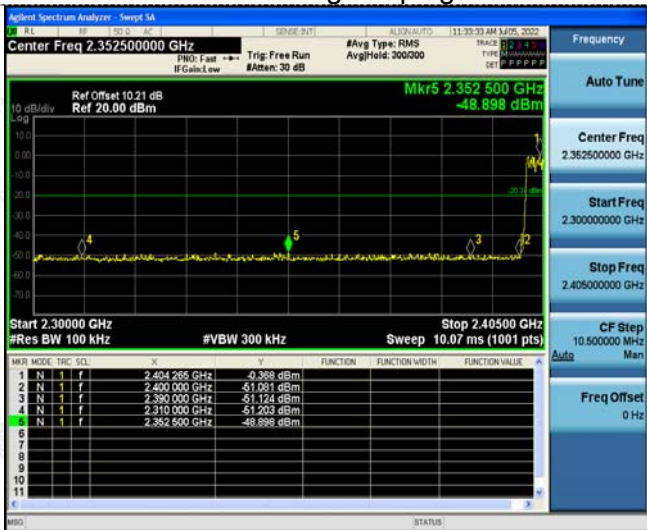 Agilent Spectrum Analyzer - Swept SA
RL RF 50 Ω AC SENSE:INT ALIGNAUTO 11:33:33 AM Jul 05, 2022
Center Freq 2.352500000 GHz
PNO: Fast
IFGain:Low
Trig: Free Run
#Atten: 30 dB
#Avg Type: RMS
Avg|Hold: 300/300
TRACE 1 2 3 4 5 6
TYPE
DET P P P P P P
Mkr5 2.352 500 GHz
-48.898 dBm
Ref Offset 10.21 dB
10 dB/div Ref 20.00 dBm
Log
10.0
0.00
-10.0
-20.0
-30.0
-40.0
-50.0
-60.0
-70.0
1
4
5
3
2
Start 2.30000 GHz Stop 2.40500 GHz
#Res BW 100 kHz #VBW 300 kHz Sweep 10.07 ms (1001 pts)
MKR MODE TRC SCL X Y FUNCTION FUNCTION WIDTH FUNCTION VALUE
1 N 1 f 2.404 265 GHz -0.368 dBm
2 N 1 f 2.400 000 GHz -51.081 dBm
3 N 1 f 2.390 000 GHz -51.124 dBm
4 N 1 f 2.310 000 GHz -51.203 dBm
5 N 1 f 2.352 500 GHz -48.898 dBm
6
7
8
9
10
11
MSG STATUS
Frequency
Auto Tune
Center Freq
2.352500000 GHz
Start Freq
2.300000000 GHz
Stop Freq
2.405000000 GHz
CF Step
10.500000 MHz
Auto Man
Freq Offset
0 Hz